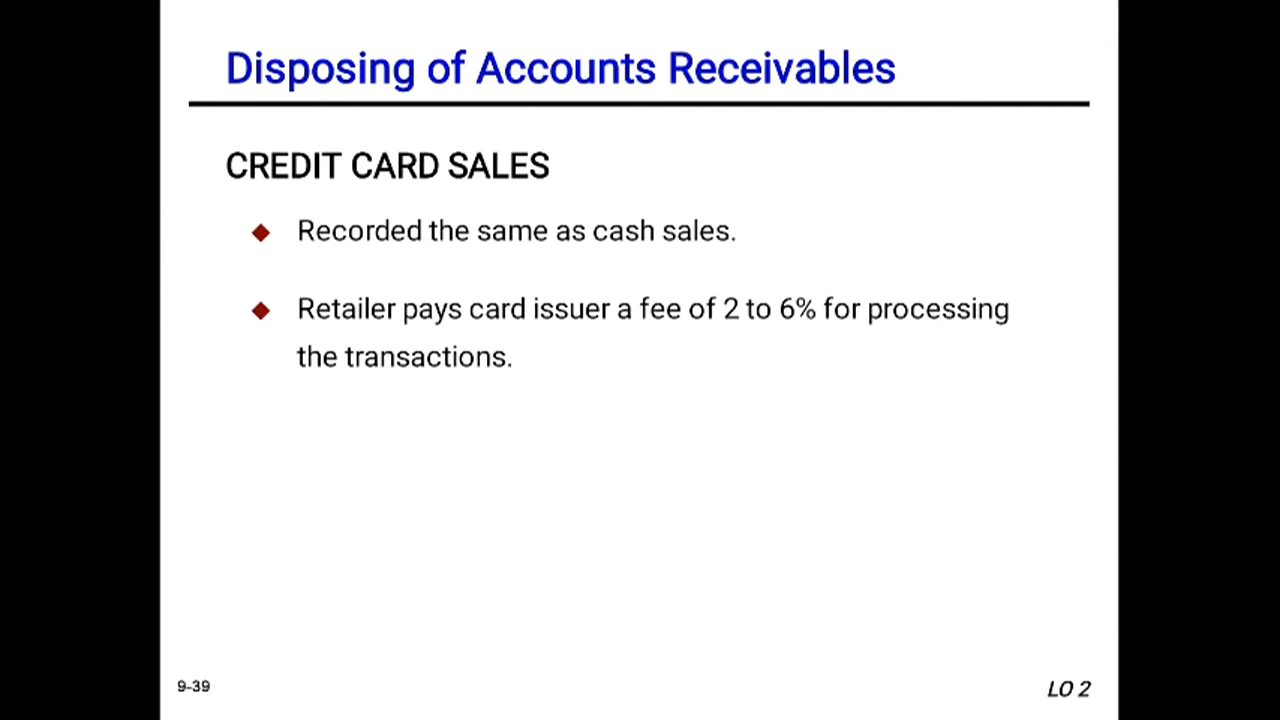 Disposing of Accounts Receivables
CREDIT CARD SALES
Recorded the same as cash sales.
Retailer pays card issuer a fee of 2 to 6% for processing
the transactions.
9-39
LO 2